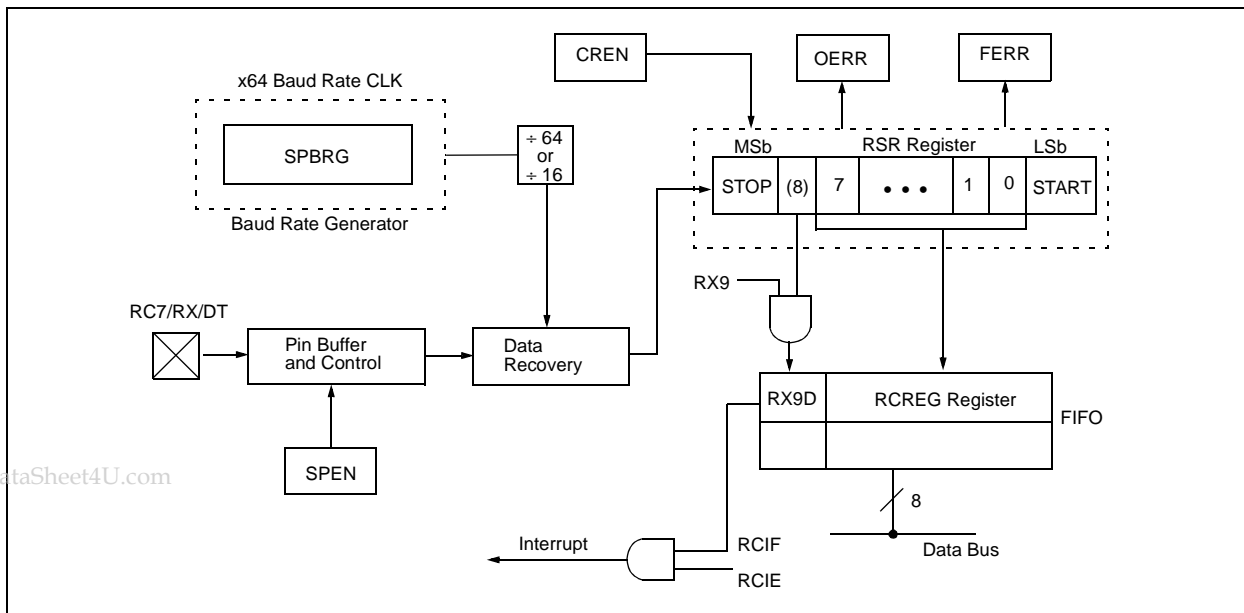 CREN
OERR
FERR
x64 Baud Rate CLK
SPBRG
Baud Rate Generator
÷ 64
or
÷ 16
MSb
RSR Register
LSb
STOP
(8)
7
• • •
1
0
START
RX9
RC7/RX/DT
Pin Buffer
and Control
Data
Recovery
SPEN
RX9D
RCREG Register
FIFO
8
Data Bus
Interrupt
RCIF
RCIE
ataSheet4U.com